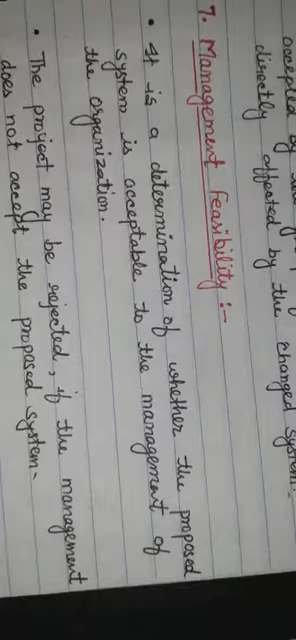 directly affected by the changed system.
7. Management feasibility :-
• It is a determination of whether the proposed
system is acceptable to the management of
the organization.
• The project may be rejected, if the management
does not accept the proposed system.